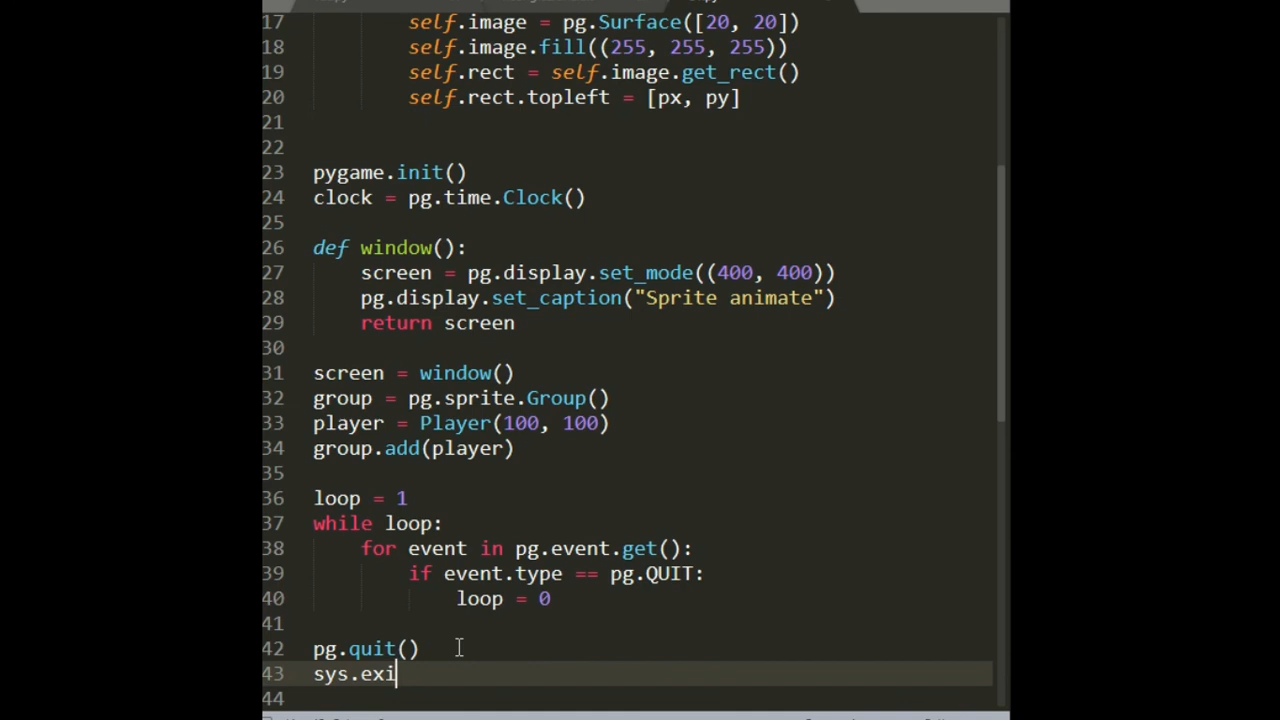 17 self.image = pg.Surface([20, 20])
18 self.image.fill((255, 255, 255))
19 self.rect = self.image.get_rect()
20 self.rect.topleft = [px, py]
21
22
23 pygame.init()
24 clock = pg.time.Clock()
25
26 def window():
27 screen = pg.display.set_mode((400, 400))
28 pg.display.set_caption("Sprite animate")
29 return screen
30
31 screen = window()
32 group = pg.sprite.Group()
33 player = Player(100, 100)
34 group.add(player)
35
36 loop = 1
37 while loop:
38 for event in pg.event.get():
39 if event.type == pg.QUIT:
40 loop = 0
41
42 pg.quit()
43 sys.exi
44